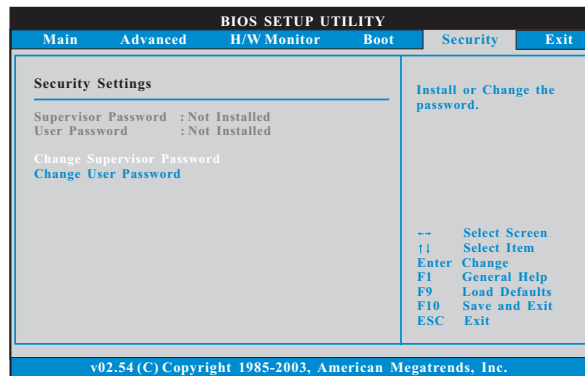 BIOS SETUP UTILITY
Main Advanced H/W Monitor Boot Security Exit
Security Settings
Supervisor Password : Not Installed
User Password : Not Installed
Change Supervisor Password
Change User Password
Install or Change the
password.
←→ Select Screen
↑↓ Select Item
Enter Change
F1 General Help
F9 Load Defaults
F10 Save and Exit
ESC Exit
v02.54 (C) Copyright 1985-2003, American Megatrends, Inc.